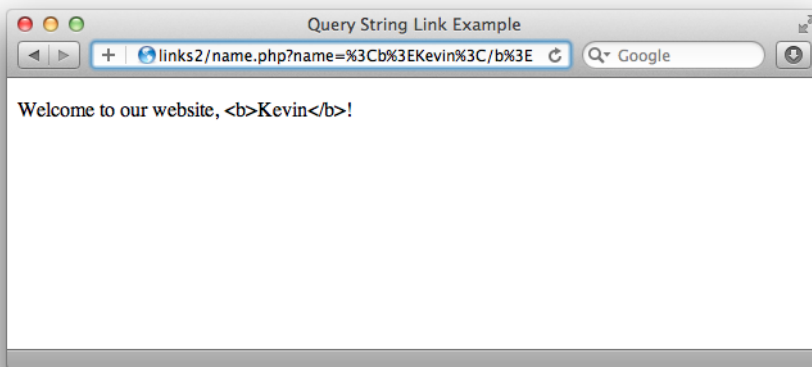 Query String Link Example
links2/name.php?name=%3Cb%3EKevin%3C/b%3E
Google
Welcome to our website, <b>Kevin</b>!